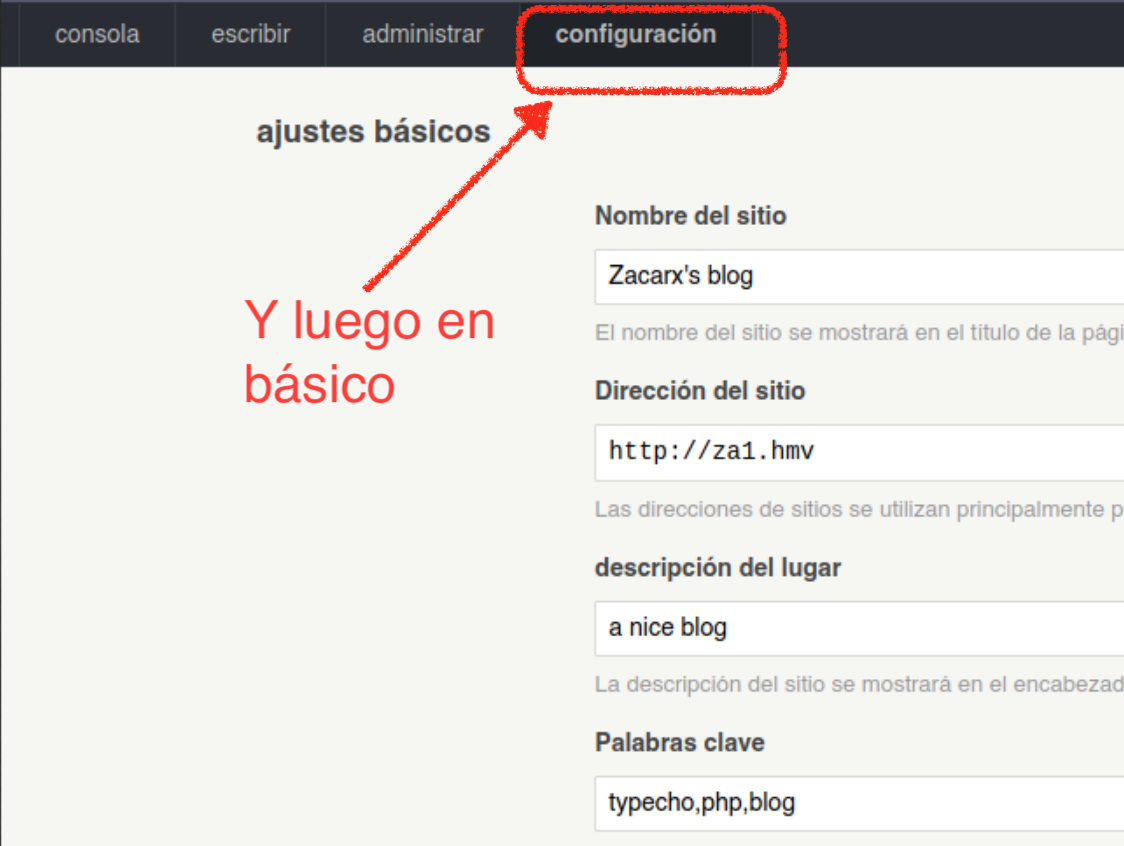 consola escribir administrar configuración
ajustes básicos
Nombre del sitio
Zacarx's blog
El nombre del sitio se mostrará en el título de la pági
Y luego en
básico
Dirección del sitio
http://za1.hmv
Las direcciones de sitios se utilizan principalmente p
descripción del lugar
a nice blog
La descripción del sitio se mostrará en el encabezad
Palabras clave
typecho,php,blog